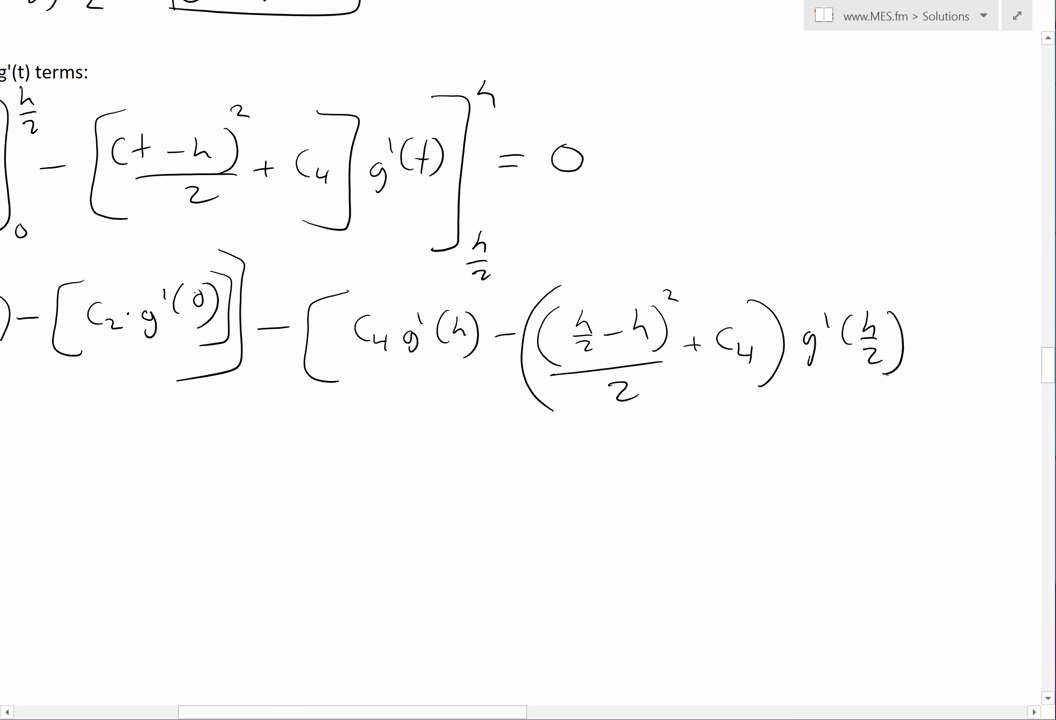 www.MES.fm > Solutions
g'(t) terms:
]₀^(h/2) - [(t - h)²/2 + C₄] g'(t)]_(h/2)^h = 0
) - [C₂ · g'(0)]] - [C₄ g'(h) - ((h/2 - h)²/2 + C₄) g'(h/2)